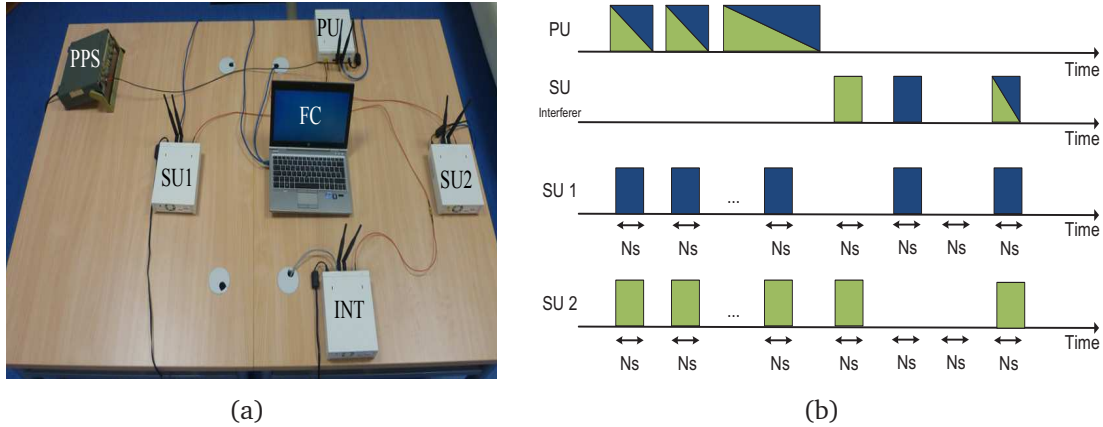 PPS
PU
FC
SU1
SU2
INT
(a)
PU
Time
SU
Interferer
Time
SU 1
...
Time
Ns Ns Ns Ns Ns Ns Ns
SU 2
...
Time
Ns Ns Ns Ns Ns Ns Ns
(b)